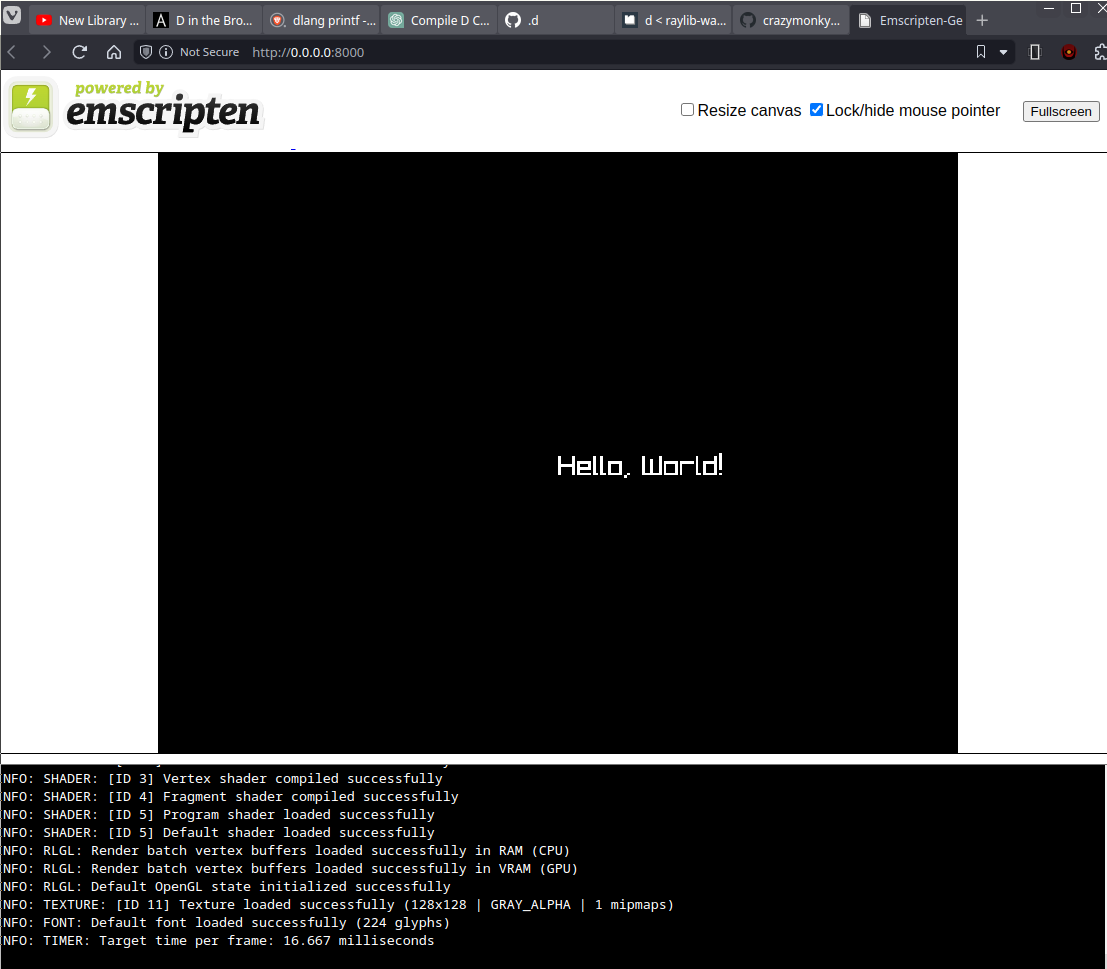 New Library ...
D in the Bro...
dlang printf -...
Compile D C...
.d
d < raylib-wa...
crazymonky...
Emscripten-Ge
Not Secure http://0.0.0.0:8000
powered by
emscripten
Resize canvas
Lock/hide mouse pointer
Fullscreen
Hello, World!
NFO: SHADER: [ID 3] Vertex shader compiled successfully
NFO: SHADER: [ID 4] Fragment shader compiled successfully
NFO: SHADER: [ID 5] Program shader loaded successfully
NFO: SHADER: [ID 5] Default shader loaded successfully
NFO: RLGL: Render batch vertex buffers loaded successfully in RAM (CPU)
NFO: RLGL: Render batch vertex buffers loaded successfully in VRAM (GPU)
NFO: RLGL: Default OpenGL state initialized successfully
NFO: TEXTURE: [ID 11] Texture loaded successfully (128x128 | GRAY_ALPHA | 1 mipmaps)
NFO: FONT: Default font loaded successfully (224 glyphs)
NFO: TIMER: Target time per frame: 16.667 milliseconds